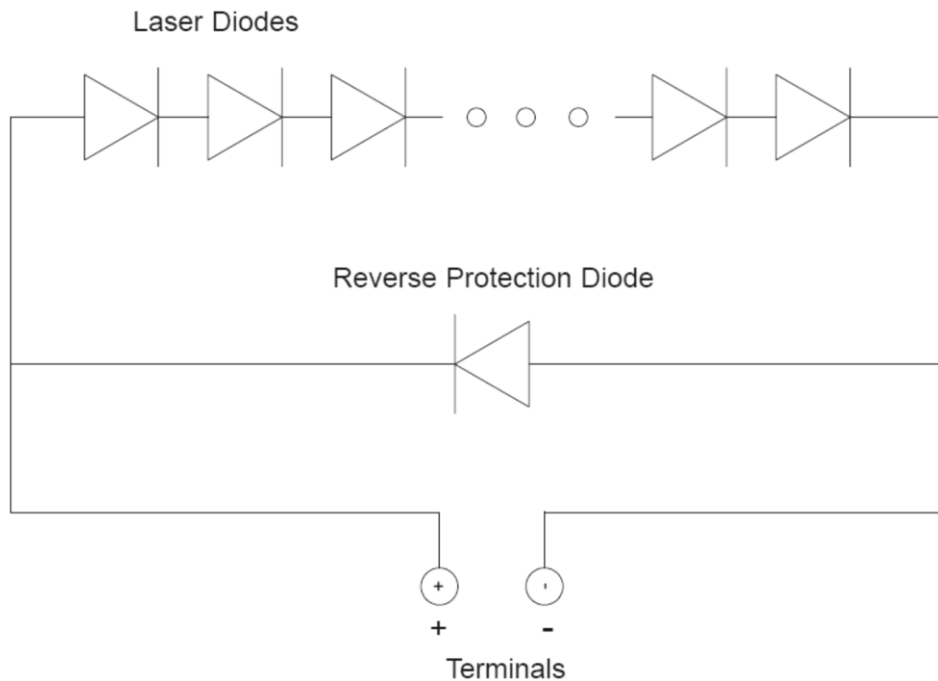 Laser Diodes
Reverse Protection Diode
+ -
Terminals